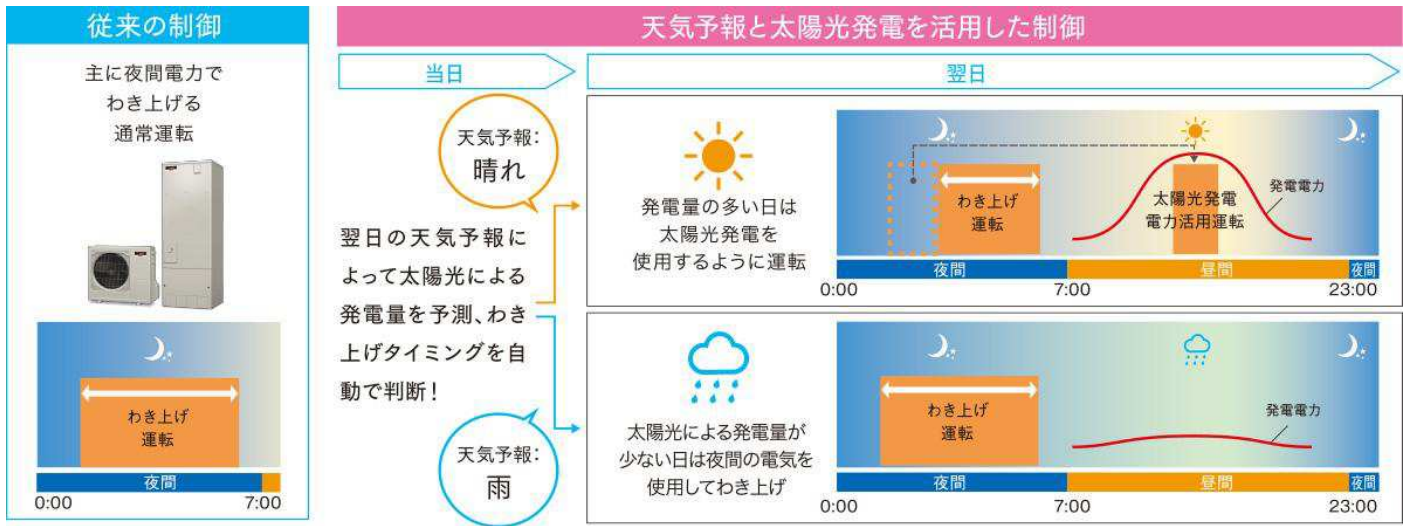 従来の制御
主に夜間電力で
わき上げる
通常運転
わき上げ
運転
夜間
0:00
7:00
天気予報と太陽光発電を活用した制御
当日
翌日
天気予報:
晴れ
翌日の天気予報に
よって太陽光による
発電量を予測、わき
上げタイミングを自
動で判断!
天気予報:
雨
発電量の多い日は
太陽光発電を
使用するように運転
わき上げ
運転
太陽光発電
電力活用運転
発電電力
夜間
昼間
夜間
0:00
7:00
23:00
太陽光による発電量が
少ない日は夜間の電気を
使用してわき上げ
わき上げ
運転
発電電力
夜間
昼間
夜間
0:00
7:00
23:00